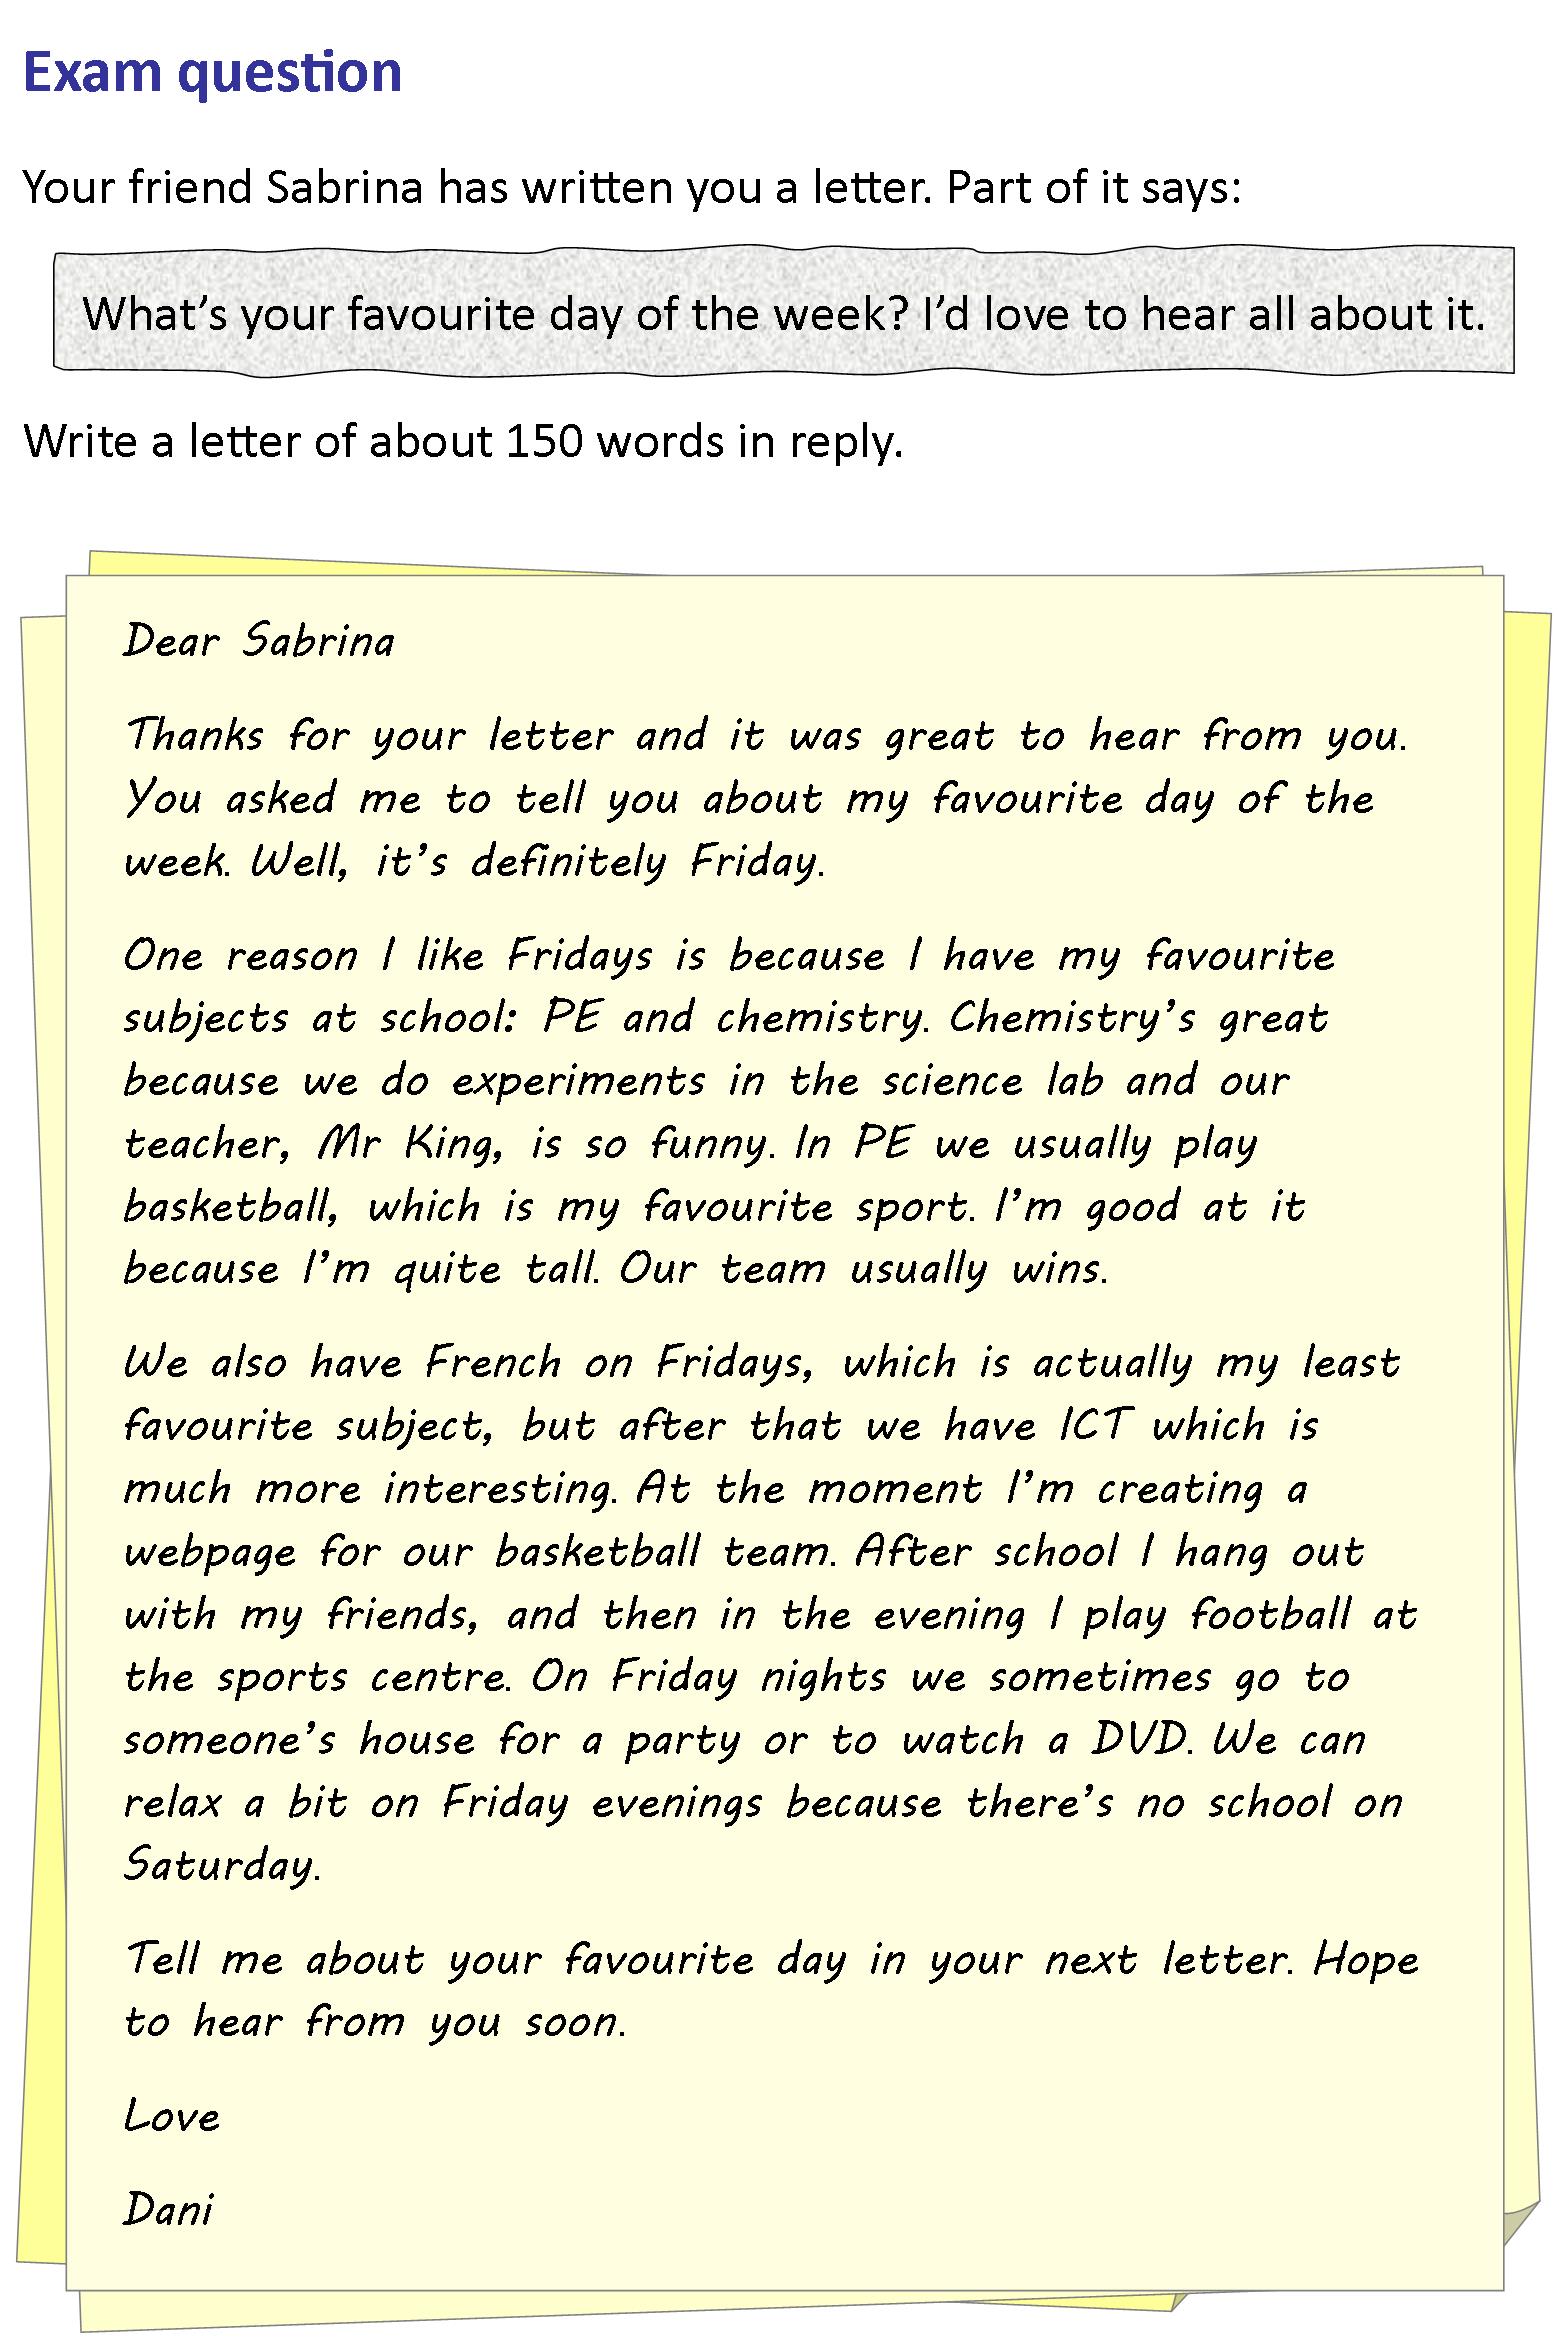 Exam question
Your friend Sabrina has written you a letter. Part of it says:
What’s your favourite day of the week? I’d love to hear all about it.
Write a letter of about 150 words in reply.
Dear Sabrina
Thanks for your letter and it was great to hear from you.
You asked me to tell you about my favourite day of the
week. Well, it’s definitely Friday.
One reason I like Fridays is because I have my favourite
subjects at school: PE and chemistry. Chemistry’s great
because we do experiments in the science lab and our
teacher, Mr King, is so funny. In PE we usually play
basketball, which is my favourite sport. I’m good at it
because I’m quite tall. Our team usually wins.
We also have French on Fridays, which is actually my least
favourite subject, but after that we have ICT which is
much more interesting. At the moment I’m creating a
webpage for our basketball team. After school I hang out
with my friends, and then in the evening I play football at
the sports centre. On Friday nights we sometimes go to
someone’s house for a party or to watch a DVD. We can
relax a bit on Friday evenings because there’s no school on
Saturday.
Tell me about your favourite day in your next letter. Hope
to hear from you soon.
Love
Dani